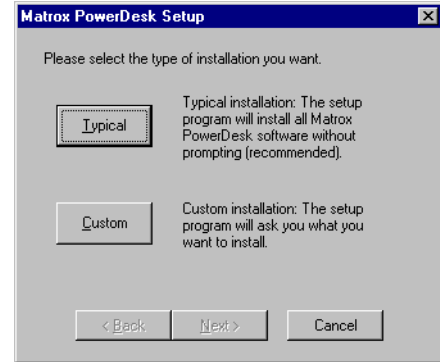 Matrox PowerDesk Setup
Please select the type of installation you want.
Typical
Typical installation: The setup
program will install all Matrox
PowerDesk software without
prompting (recommended).
Custom
Custom installation: The setup
program will ask you what you
want to install.
< Back
Next >
Cancel